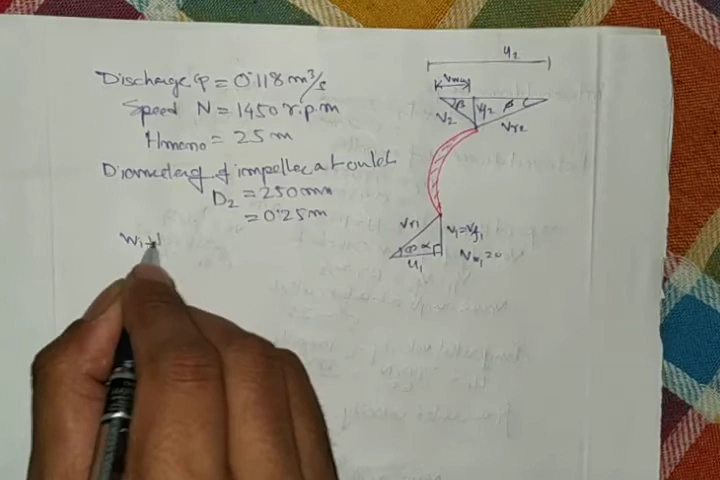 Discharge Q = 0.118 m³/s
Speed N = 1450 r.p.m
Hmano = 25 m
Diameter of impeller at outlet
D₂ = 250 mm
= 0.25 m
Wid
u₂
Vw₂
β Vf₂ φ
V₂ Vr₂
Vr₁ V₁ = Vf₁
θ α
u₁ Vw₁ = 0